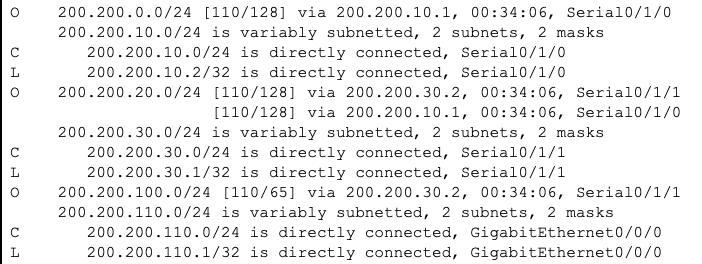 O    200.200.0.0/24 [110/128] via 200.200.10.1, 00:34:06, Serial0/1/0
     200.200.10.0/24 is variably subnetted, 2 subnets, 2 masks
C       200.200.10.0/24 is directly connected, Serial0/1/0
L       200.200.10.2/32 is directly connected, Serial0/1/0
O    200.200.20.0/24 [110/128] via 200.200.30.2, 00:34:06, Serial0/1/1
                     [110/128] via 200.200.10.1, 00:34:06, Serial0/1/0
     200.200.30.0/24 is variably subnetted, 2 subnets, 2 masks
C       200.200.30.0/24 is directly connected, Serial0/1/1
L       200.200.30.1/32 is directly connected, Serial0/1/1
O    200.200.100.0/24 [110/65] via 200.200.30.2, 00:34:06, Serial0/1/1
     200.200.110.0/24 is variably subnetted, 2 subnets, 2 masks
C       200.200.110.0/24 is directly connected, GigabitEthernet0/0/0
L       200.200.110.1/32 is directly connected, GigabitEthernet0/0/0